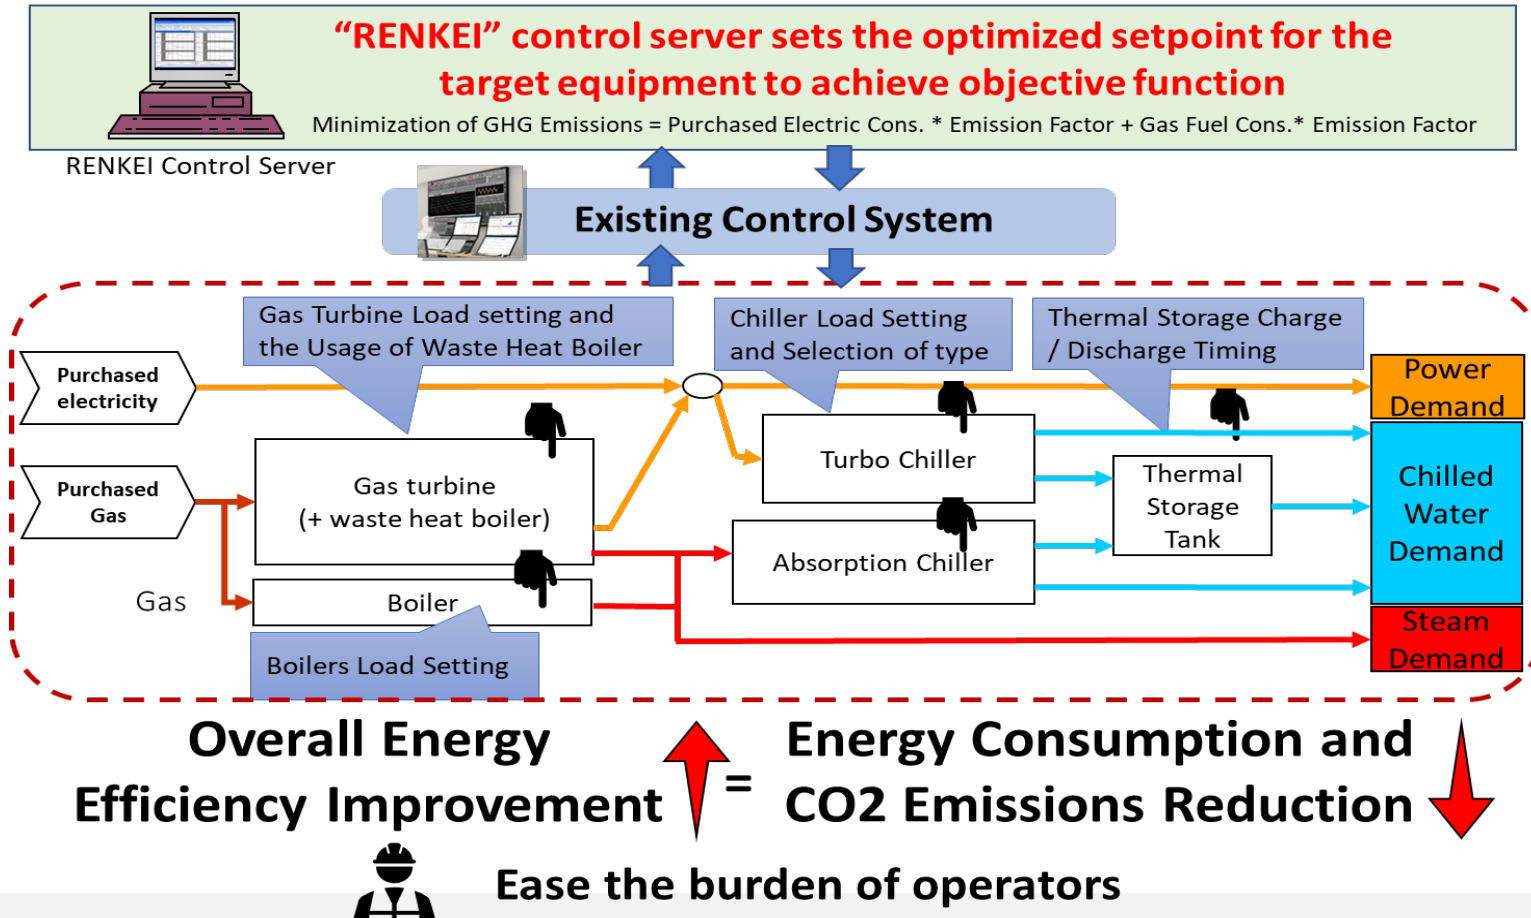 “RENKEI” control server sets the optimized setpoint for the
target equipment to achieve objective function
Minimization of GHG Emissions = Purchased Electric Cons. * Emission Factor + Gas Fuel Cons.* Emission Factor
RENKEI Control Server
Existing Control System
Gas Turbine Load setting and
the Usage of Waste Heat Boiler
Chiller Load Setting
and Selection of type
Thermal Storage Charge
/ Discharge Timing
Purchased
electricity
Power
Demand
Purchased
Gas
Gas turbine
(+ waste heat boiler)
Turbo Chiller
Thermal
Storage
Tank
Chilled
Water
Demand
Absorption Chiller
Gas
Boiler
Steam
Demand
Boilers Load Setting
Overall Energy
Efficiency Improvement
=
Energy Consumption and
CO2 Emissions Reduction
Ease the burden of operators